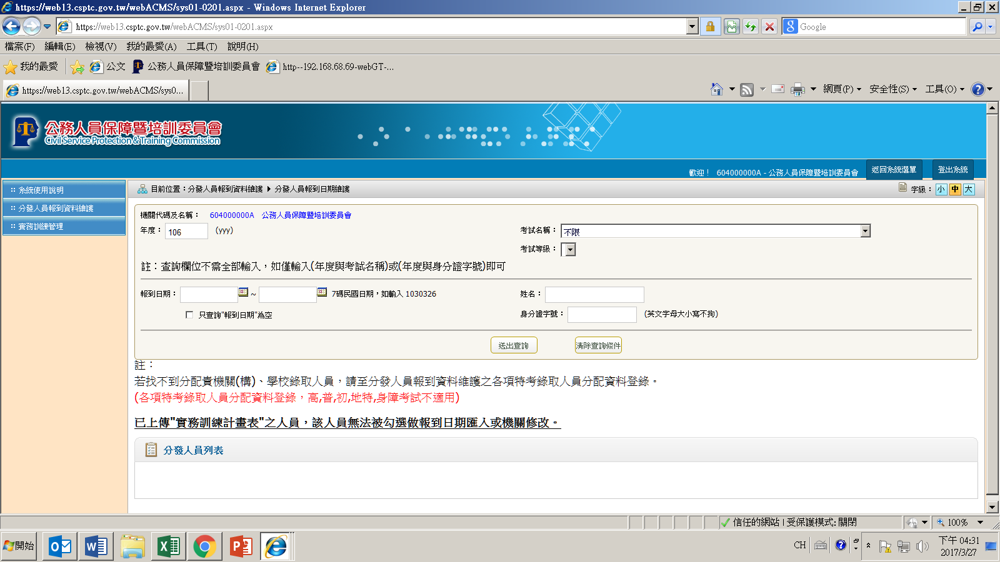 https://web13.csptc.gov.tw/webACMS/sys01-0201.aspx - Windows Internet Explorer
https://web13.csptc.gov.tw/webACMS/sys01-0201.aspx
Google
檔案(F) 編輯(E) 檢視(V) 我的最愛(A) 工具(T) 說明(H)
我的最愛 公文 公務人員保障暨培訓委員會 http--192.168.68.69-webGT-...
https://web13.csptc.gov.tw/webACMS/sys0...
網頁(P) 安全性(S) 工具(O)
公務人員保障暨培訓委員會
Civil Service Protection & Training Commission
歡迎！ 604000000A - 公務人員保障暨培訓委員會 返回系統選單 登出系統
系統使用說明
分發人員報到資料維護
實務訓練管理
目前位置：分發人員報到資料維護 分發人員報到日期維護 字級： 小 中 大
機關代碼及名稱： 604000000A 公務人員保障暨培訓委員會
年度： 106 (yyy) 考試名稱： 不限
考試等級：
註：查詢欄位不需全部輸入，如僅輸入(年度與考試名稱)或(年度與身分證字號)即可
報到日期： ~ 7碼民國日期，如輸入 1030326 姓名：
只查詢"報到日期"為空 身分證字號： (英文字母大小寫不拘)
送出查詢 清除查詢條件
註：
若找不到分配貴機關(構)、學校錄取人員，請至分發人員報到資料維護之各項特考錄取人員分配資料登錄。
(各項特考錄取人員分配資料登錄，高,普,初,地特,身障考試不適用)
已上傳"實務訓練計畫表"之人員，該人員無法被勾選做報到日期匯入或機關修改。
分發人員列表
信任的網站 | 受保護模式: 關閉 100%
開始 CH 下午 04:31
2017/3/27